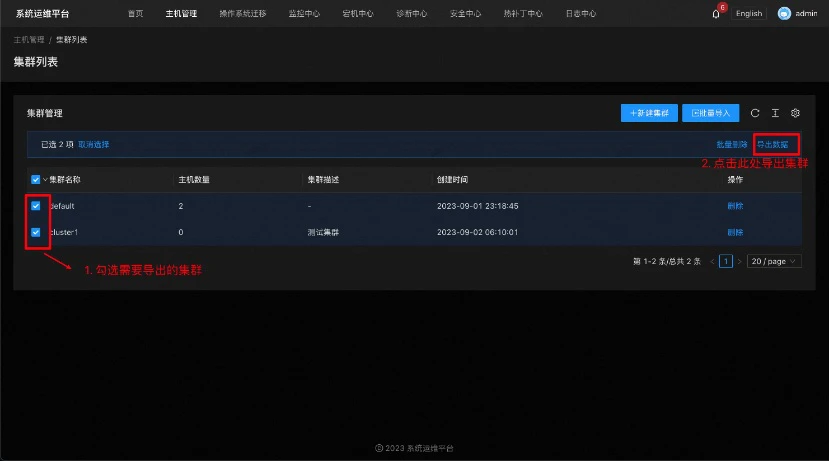 系统运维平台 首页 主机管理 操作系统迁移 监控中心 宕机中心 诊断中心 安全中心 热补丁中心 日志中心 6 English admin
主机管理 / 集群列表
集群列表
集群管理 +新建集群 批量导入
已选 2 项 取消选择 批量删除 导出数据
2. 点击此处导出集群
集群名称 主机数量 集群描述 创建时间 操作
default 2 - 2023-09-01 23:18:45 删除
cluster1 0 测试集群 2023-09-02 06:10:01 删除
1. 勾选需要导出的集群
第 1-2 条/总共 2 条 < 1 > 20 / page
© 2023 系统运维平台